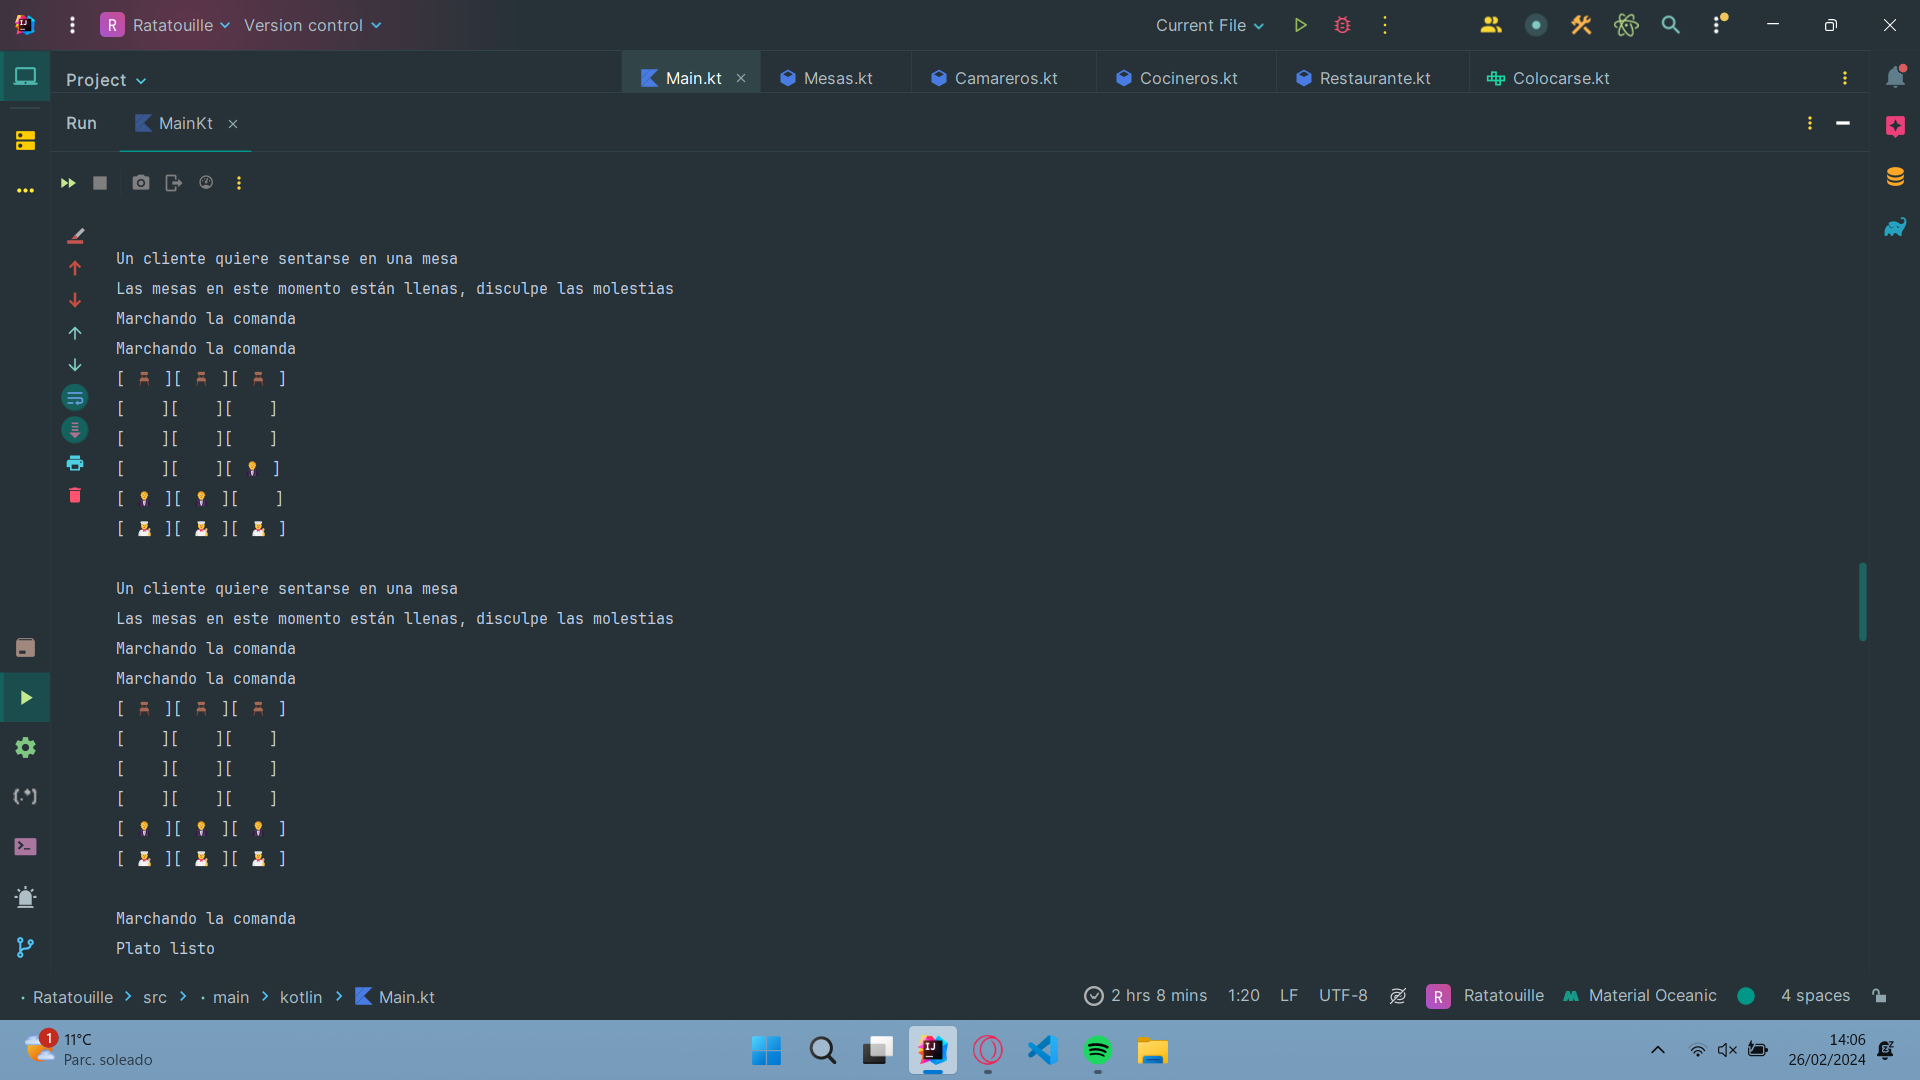 R Ratatouille Version control Current File
Project Main.kt Mesas.kt Camareros.kt Cocineros.kt Restaurante.kt Colocarse.kt
Run MainKt
Un cliente quiere sentarse en una mesa
Las mesas en este momento están llenas, disculpe las molestias
Marchando la comanda
Marchando la comanda
[ 🪑 ][ 🪑 ][ 🪑 ]
[    ][    ][    ]
[    ][    ][    ]
[    ][    ][ 🤵 ]
[ 🤵 ][ 🤵 ][    ]
[ 👨‍🍳 ][ 👨‍🍳 ][ 👨‍🍳 ]
Un cliente quiere sentarse en una mesa
Las mesas en este momento están llenas, disculpe las molestias
Marchando la comanda
Marchando la comanda
[ 🪑 ][ 🪑 ][ 🪑 ]
[    ][    ][    ]
[    ][    ][    ]
[    ][    ][    ]
[ 🤵 ][ 🤵 ][ 🤵 ]
[ 👨‍🍳 ][ 👨‍🍳 ][ 👨‍🍳 ]
Marchando la comanda
Plato listo
Ratatouille > src > main > kotlin > Main.kt 2 hrs 8 mins 1:20 LF UTF-8 R Ratatouille Material Oceanic 4 spaces
1 11°C
Parc. soleado
14:06
26/02/2024